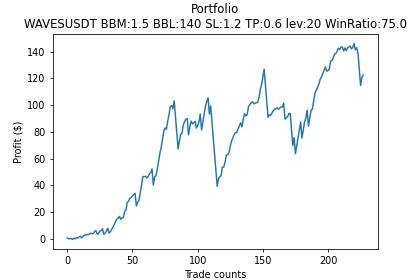 Portfolio
WAVESUSDT BBM:1.5 BBL:140 SL:1.2 TP:0.6 lev:20 WinRatio:75.0
140
120
100
80
60
40
20
0
Profit ($)
0 50 100 150 200
Trade counts